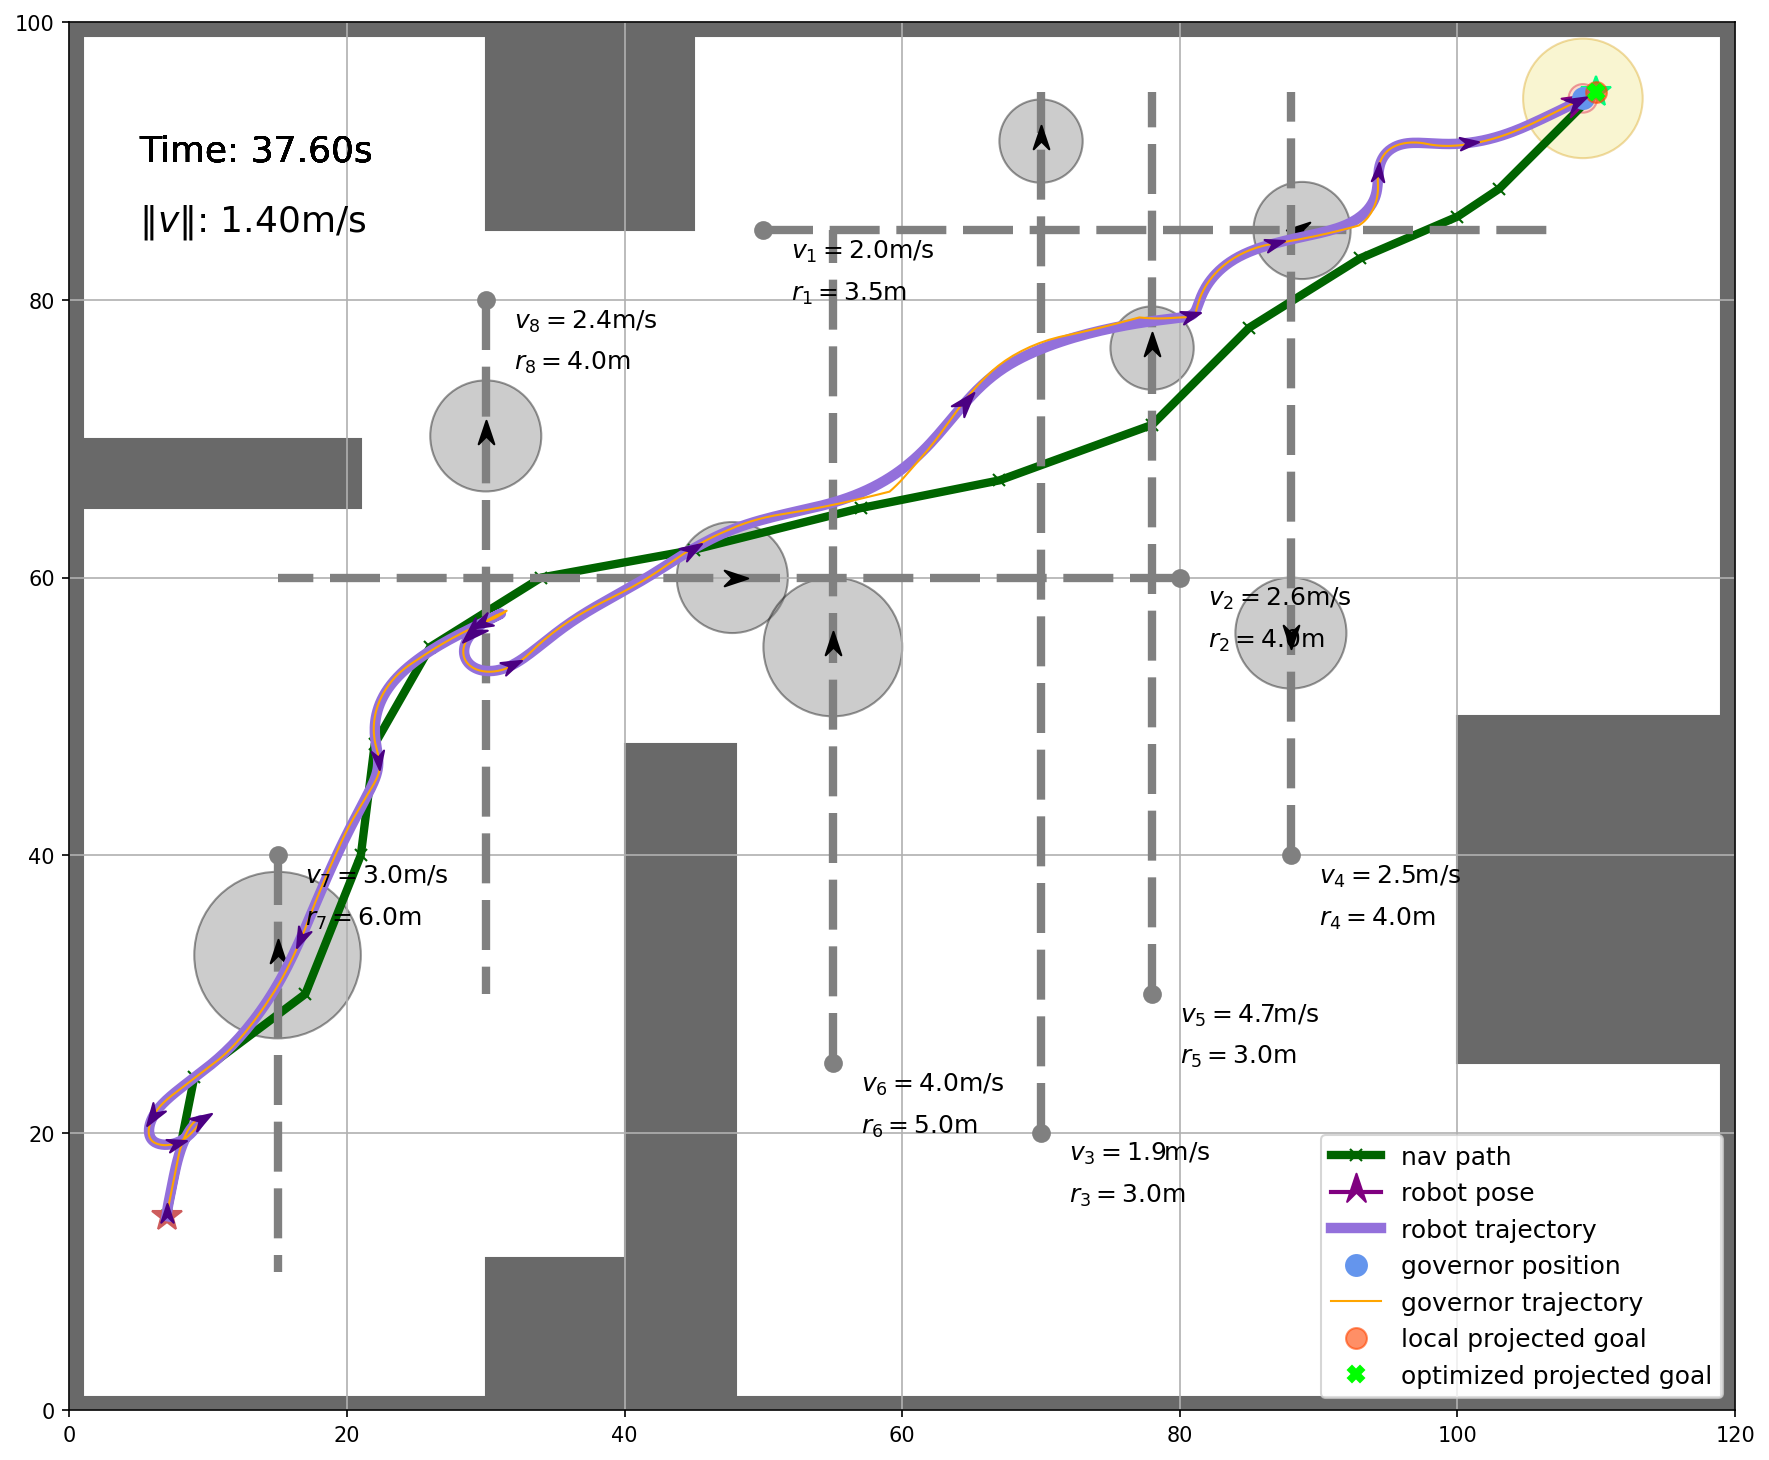 100
80
60
40
20
0
0
20
40
60
80
100
120
Time: 37.60s
‖v‖: 1.40m/s
v₁ = 2.0m/s
r₁ = 3.5m
v₈ = 2.4m/s
r₈ = 4.0m
v₂ = 2.6m/s
r₂ = 4.0m
v₇ = 3.0m/s
r₇ = 6.0m
v₄ = 2.5m/s
r₄ = 4.0m
v₅ = 4.7m/s
r₅ = 3.0m
v₆ = 4.0m/s
r₆ = 5.0m
v₃ = 1.9m/s
r₃ = 3.0m
nav path
robot pose
robot trajectory
governor position
governor trajectory
local projected goal
optimized projected goal